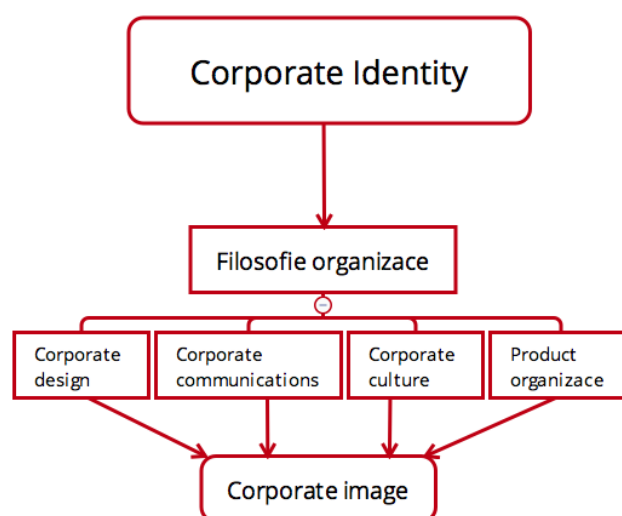 Corporate Identity
Filosofie organizace
Corporate
design
Corporate
communications
Corporate
culture
Product
organizace
Corporate image